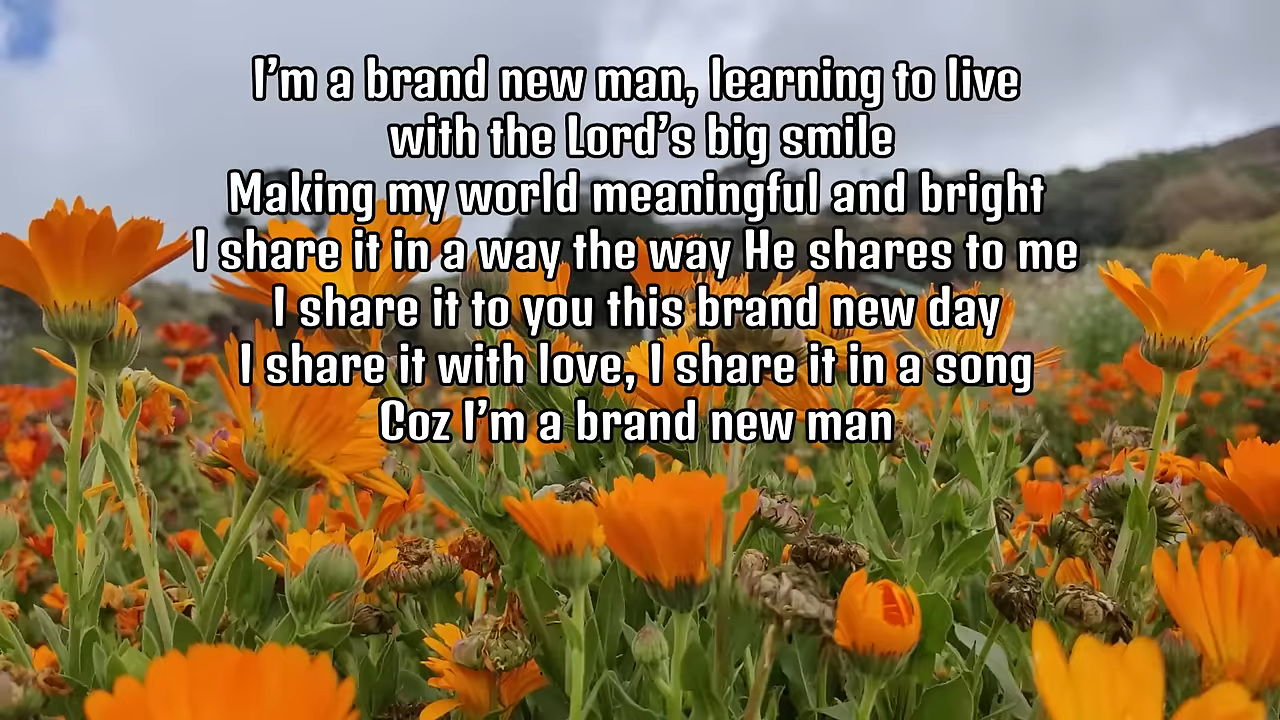 I’m a brand new man, learning to live
with the Lord’s big smile
Making my world meaningful and bright
I share it in a way the way He shares to me
I share it to you this brand new day
I share it with love, I share it in a song
Coz I’m a brand new man